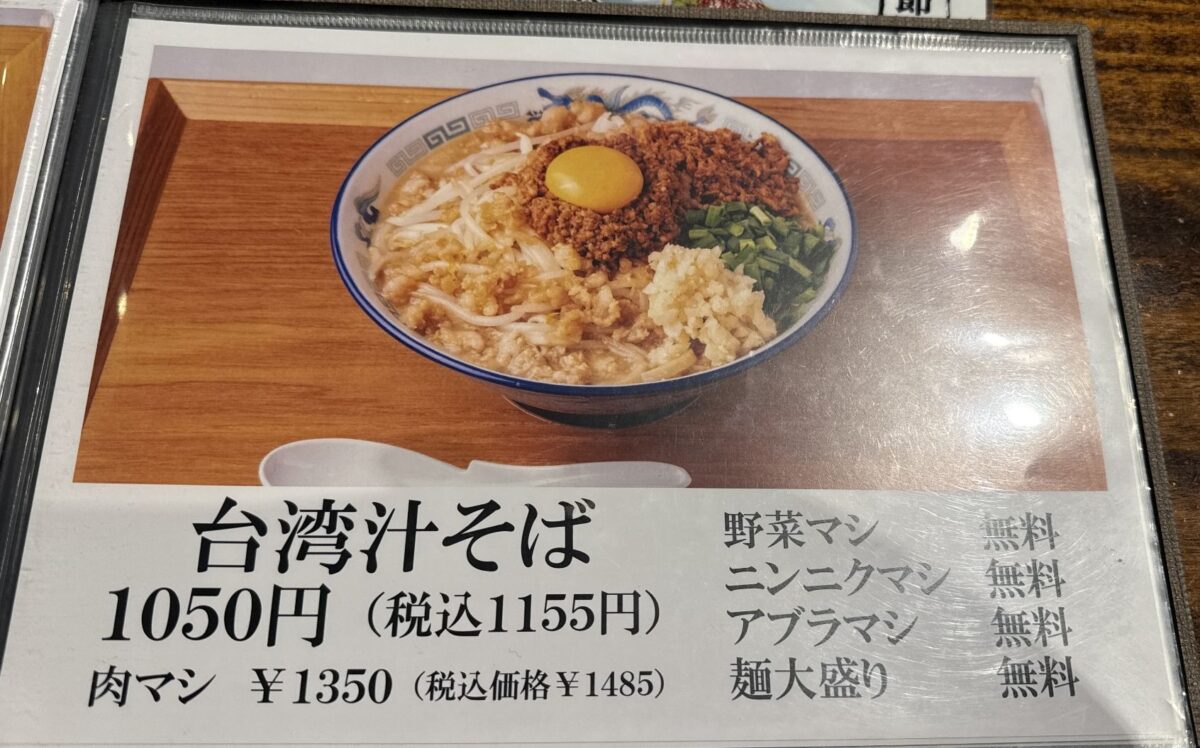 節
台湾汁そば
1050円（税込1155円）
肉マシ ￥1350（税込価格￥1485）
野菜マシ 無料
ニンニクマシ 無料
アブラマシ 無料
麺大盛り 無料